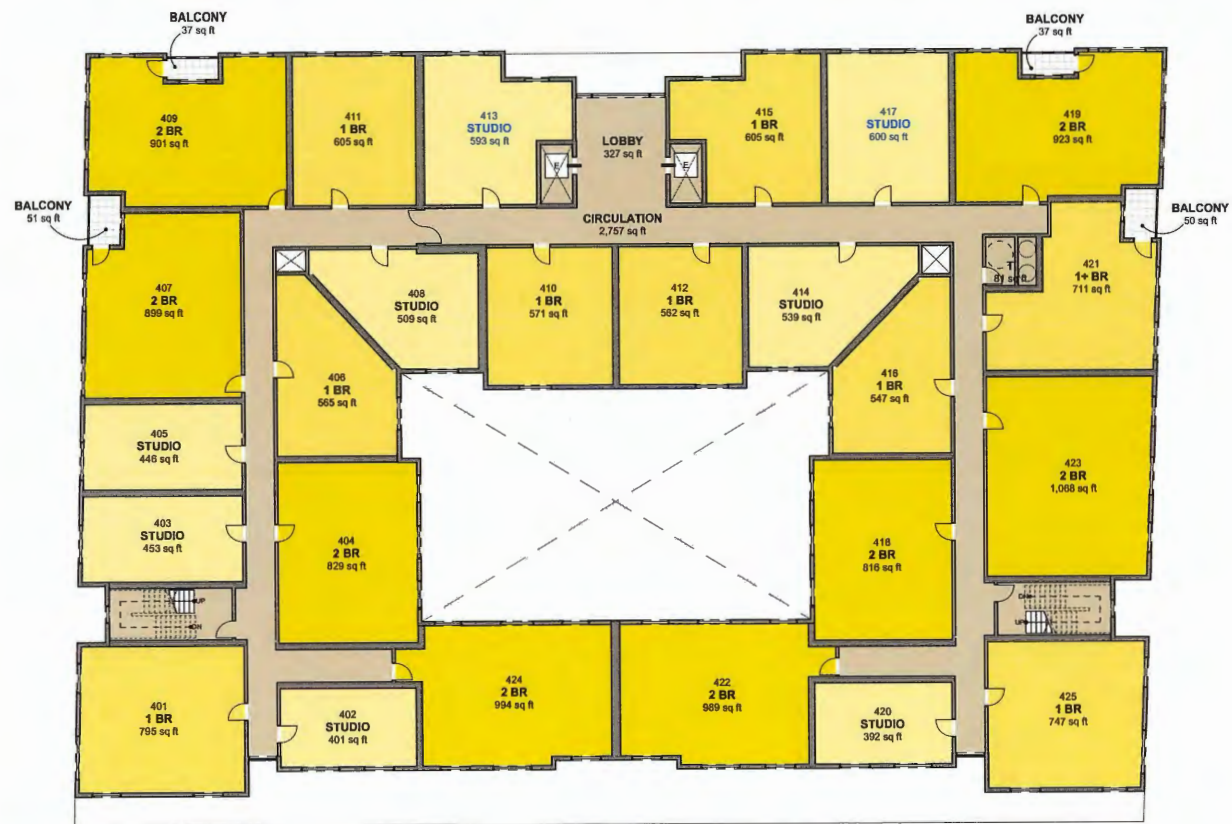 BALCONY
37 sq ft
BALCONY
37 sq ft
409
2 BR
901 sq ft
411
1 BR
605 sq ft
413
STUDIO
593 sq ft
LOBBY
327 sq ft
E
E
415
1 BR
605 sq ft
417
STUDIO
600 sq ft
419
2 BR
923 sq ft
BALCONY
51 sq ft
BALCONY
50 sq ft
CIRCULATION
2,757 sq ft
407
2 BR
899 sq ft
408
STUDIO
509 sq ft
410
1 BR
571 sq ft
412
1 BR
562 sq ft
414
STUDIO
539 sq ft
T
81 sq ft
421
1+ BR
711 sq ft
406
1 BR
565 sq ft
416
1 BR
547 sq ft
405
STUDIO
446 sq ft
423
2 BR
1,068 sq ft
403
STUDIO
453 sq ft
404
2 BR
829 sq ft
418
2 BR
816 sq ft
UP
DN
UP
401
1 BR
795 sq ft
402
STUDIO
401 sq ft
424
2 BR
994 sq ft
422
2 BR
989 sq ft
420
STUDIO
392 sq ft
425
1 BR
747 sq ft